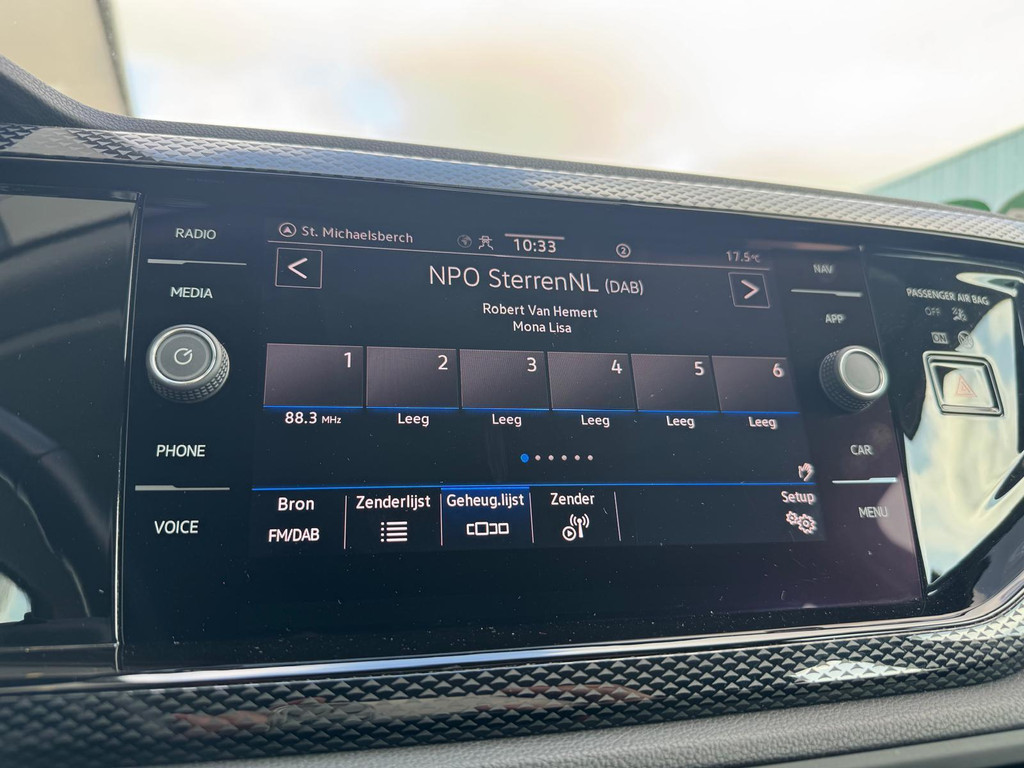 RADIO
MEDIA
PHONE
VOICE
St. Michaelsberch
10:33
2
17.5°C
<
NPO SterrenNL (DAB)
>
Robert Van Hemert
Mona Lisa
1 2 3 4 5 6
88.3 MHz Leeg Leeg Leeg Leeg Leeg
Bron Zenderlijst Geheug.lijst Zender Setup
FM/DAB
NAV
APP
CAR
MENU
PASSENGER AIR BAG
OFF
ON